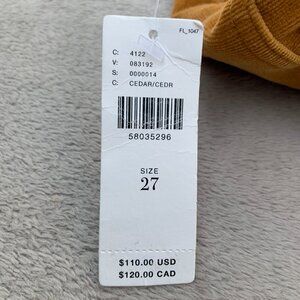 FL_1047
C: 4122
V: 083192
S: 0000014
C: CEDAR/CEDR
58035296
SIZE
27
$110.00 USD
$120.00 CAD